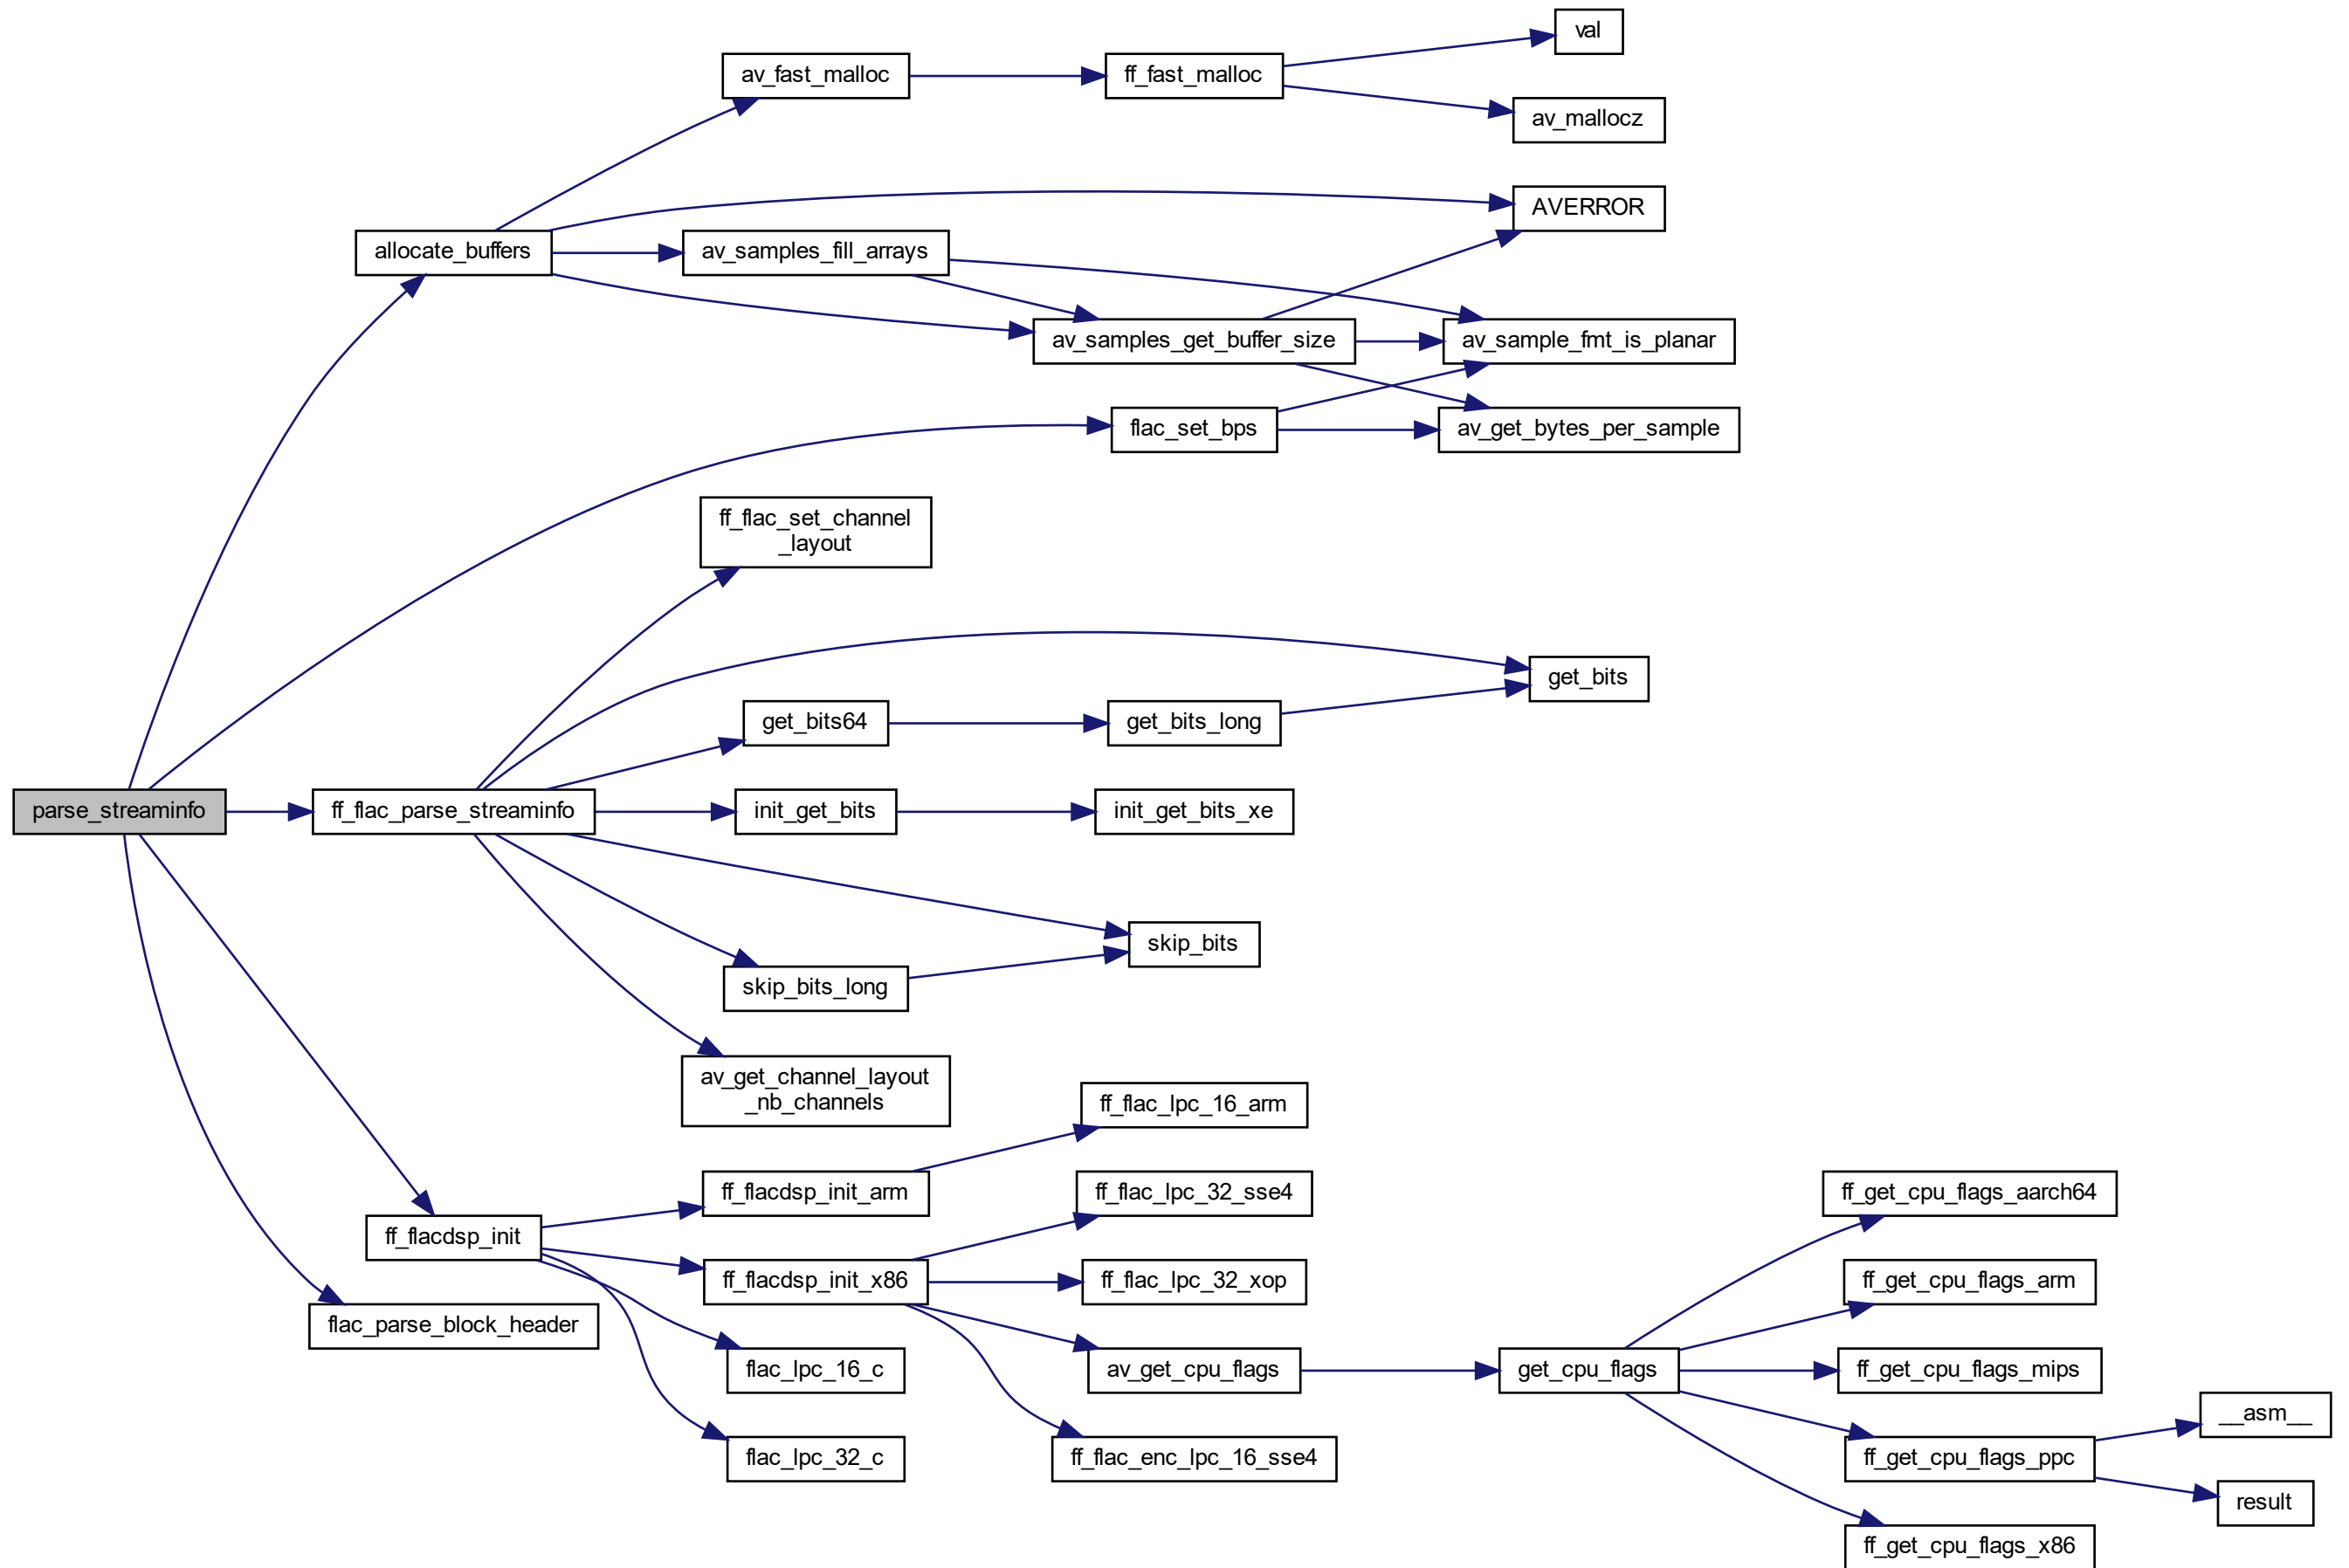 val
av_fast_malloc
ff_fast_malloc
av_mallocz
AVERROR
allocate_buffers
av_samples_fill_arrays
av_samples_get_buffer_size
av_sample_fmt_is_planar
flac_set_bps
av_get_bytes_per_sample
ff_flac_set_channel
_layout
get_bits
get_bits64
get_bits_long
parse_streaminfo
ff_flac_parse_streaminfo
init_get_bits
init_get_bits_xe
skip_bits
skip_bits_long
av_get_channel_layout
_nb_channels
ff_flac_lpc_16_arm
ff_flacdsp_init_arm
ff_flac_lpc_32_sse4
ff_get_cpu_flags_aarch64
ff_flacdsp_init
ff_flacdsp_init_x86
ff_flac_lpc_32_xop
ff_get_cpu_flags_arm
flac_parse_block_header
flac_lpc_16_c
av_get_cpu_flags
get_cpu_flags
ff_get_cpu_flags_mips
__asm__
flac_lpc_32_c
ff_flac_enc_lpc_16_sse4
ff_get_cpu_flags_ppc
result
ff_get_cpu_flags_x86